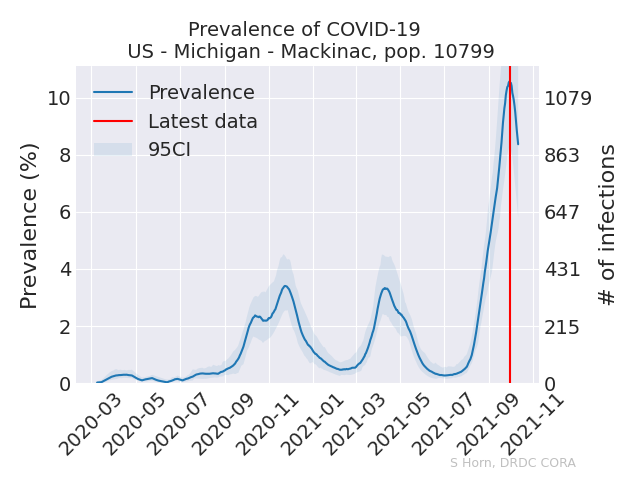 Prevalence of COVID-19
US - Michigan - Mackinac, pop. 10799
Prevalence
Latest data
95CI
Prevalence (%)
10
8
6
4
2
0
1079
863
647
431
215
0
# of infections
2020-03
2020-05
2020-07
2020-09
2020-11
2021-01
2021-03
2021-05
2021-07
2021-09
2021-11
S Horn, DRDC CORA